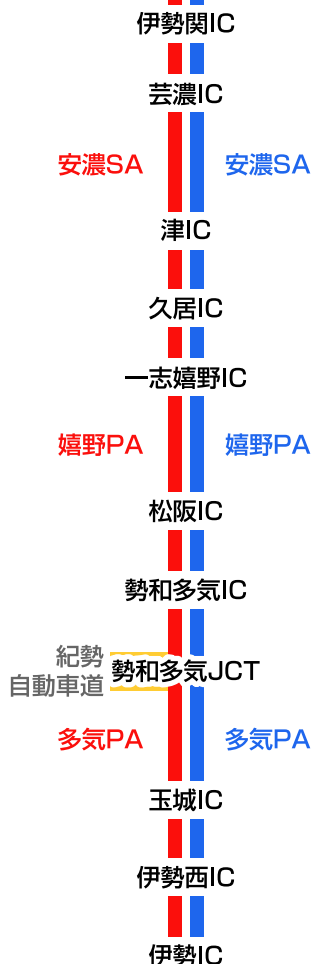 伊勢関IC
芸濃IC
安濃SA 安濃SA
津IC
久居IC
一志嬉野IC
嬉野PA 嬉野PA
松阪IC
勢和多気IC
紀勢
自動車道
勢和多気JCT
多気PA 多気PA
玉城IC
伊勢西IC
伊勢IC